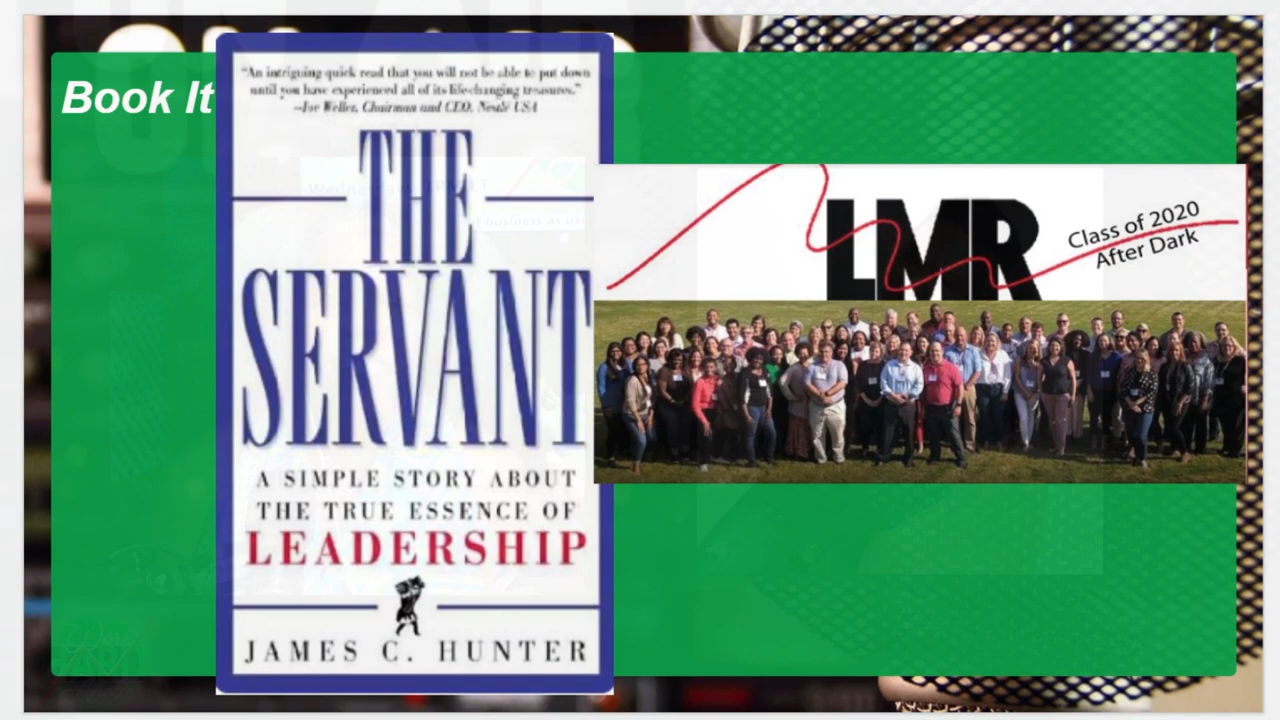 Book It
“An intriguing quick read that you will not be able to put down
until you have experienced all of its life-changing treasures.”
–Joe Weller, Chairman and CEO, Nestlé USA
THE
SERVANT
A SIMPLE STORY ABOUT
THE TRUE ESSENCE OF
LEADERSHIP
JAMES C. HUNTER
LMR
Class of 2020
After Dark